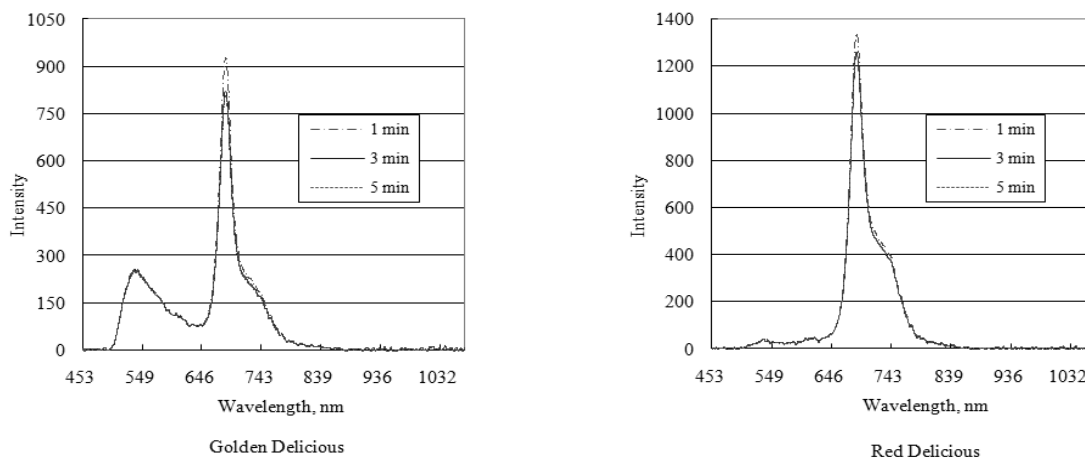 1050
900
750
600
450
300
150
0
Intensity
1 min
3 min
5 min
453 549 646 743 839 936 1032
Wavelength, nm
Golden Delicious
1400
1200
1000
800
600
400
200
0
Intensity
1 min
3 min
5 min
453 549 646 743 839 936 1032
Wavelength, nm
Red Delicious